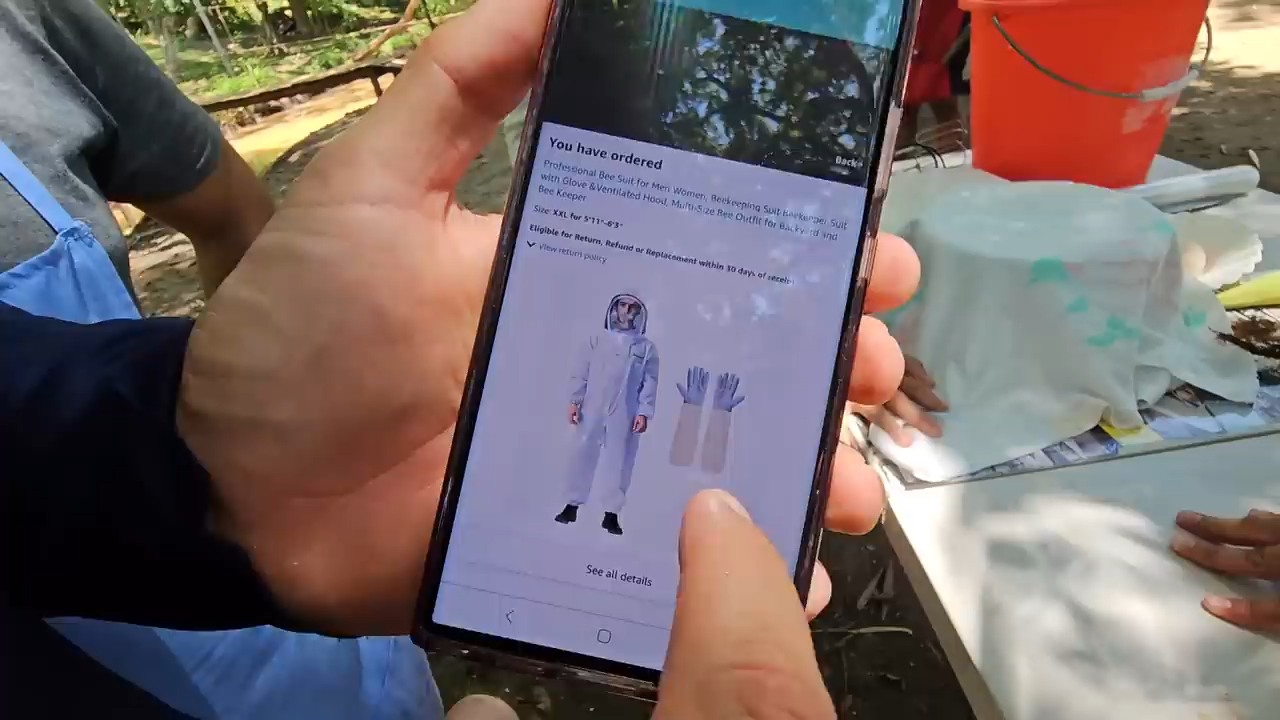 Back
You have ordered
Professional Bee Suit for Men Women, Beekeeping Suit Beekeeper Suit
with Glove &Ventilated Hood, Multi-Size Bee Outfit for Backyard and
Bee Keeper
Size: XXL for 5'11"-6'3"
Eligible for Return, Refund or Replacement within 30 days of receipt
View return policy
See all details